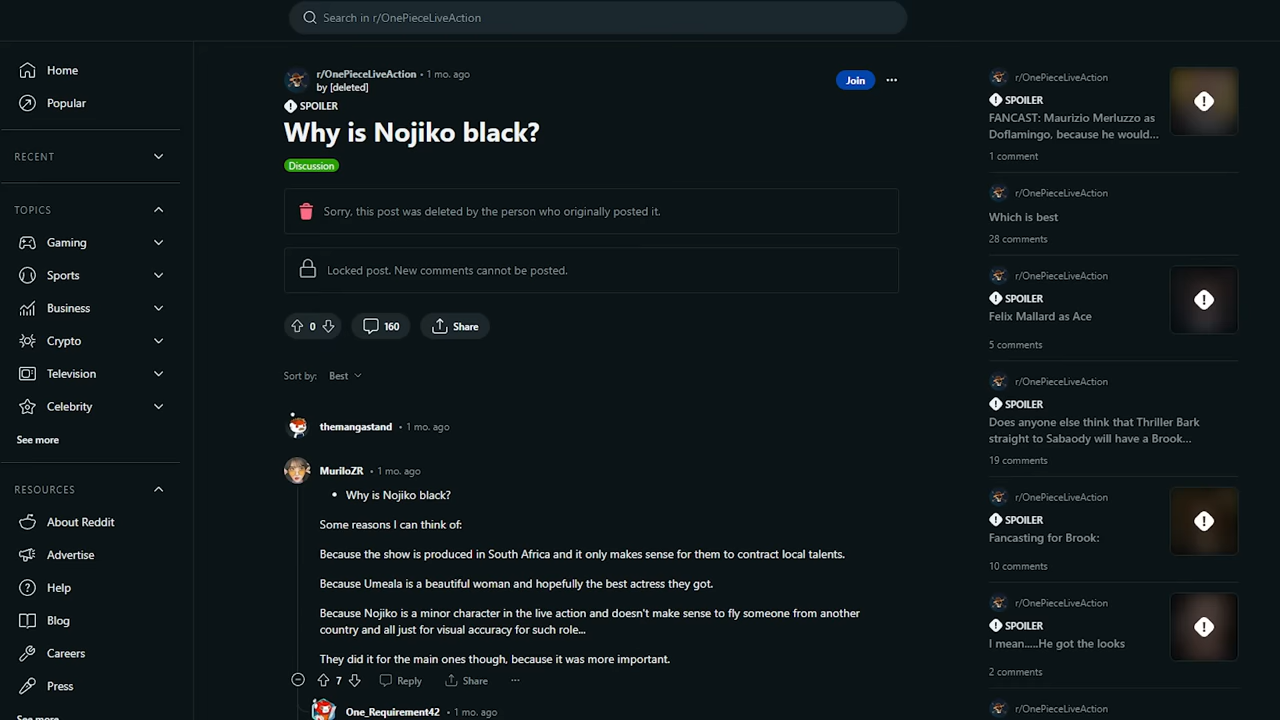 Search in r/OnePieceLiveAction
Home
Popular
RECENT
TOPICS
Gaming
Sports
Business
Crypto
Television
Celebrity
See more
RESOURCES
About Reddit
Advertise
Help
Blog
Careers
Press
See more
r/OnePieceLiveAction • 1 mo. ago
by [deleted]
Join
SPOILER
Why is Nojiko black?
Discussion
Sorry, this post was deleted by the person who originally posted it.
Locked post. New comments cannot be posted.
0 160 Share
Sort by: Best
themangastand • 1 mo. ago
MuriloZR • 1 mo. ago
• Why is Nojiko black?
Some reasons I can think of:
Because the show is produced in South Africa and it only makes sense for them to contract local talents.
Because Umeala is a beautiful woman and hopefully the best actress they got.
Because Nojiko is a minor character in the live action and doesn't make sense to fly someone from another
country and all just for visual accuracy for such role...
They did it for the main ones though, because it was more important.
7 Reply Share
One_Requirement42 • 1 mo. ago
r/OnePieceLiveAction
SPOILER
FANCAST: Maurizio Merluzzo as
Doflamingo, because he would...
1 comment
r/OnePieceLiveAction
Which is best
28 comments
r/OnePieceLiveAction
SPOILER
Felix Mallard as Ace
5 comments
r/OnePieceLiveAction
SPOILER
Does anyone else think that Thriller Bark
straight to Sabaody will have a Brook...
19 comments
r/OnePieceLiveAction
SPOILER
Fancasting for Brook:
10 comments
r/OnePieceLiveAction
SPOILER
I mean.....He got the looks
2 comments
r/OnePieceLiveAction